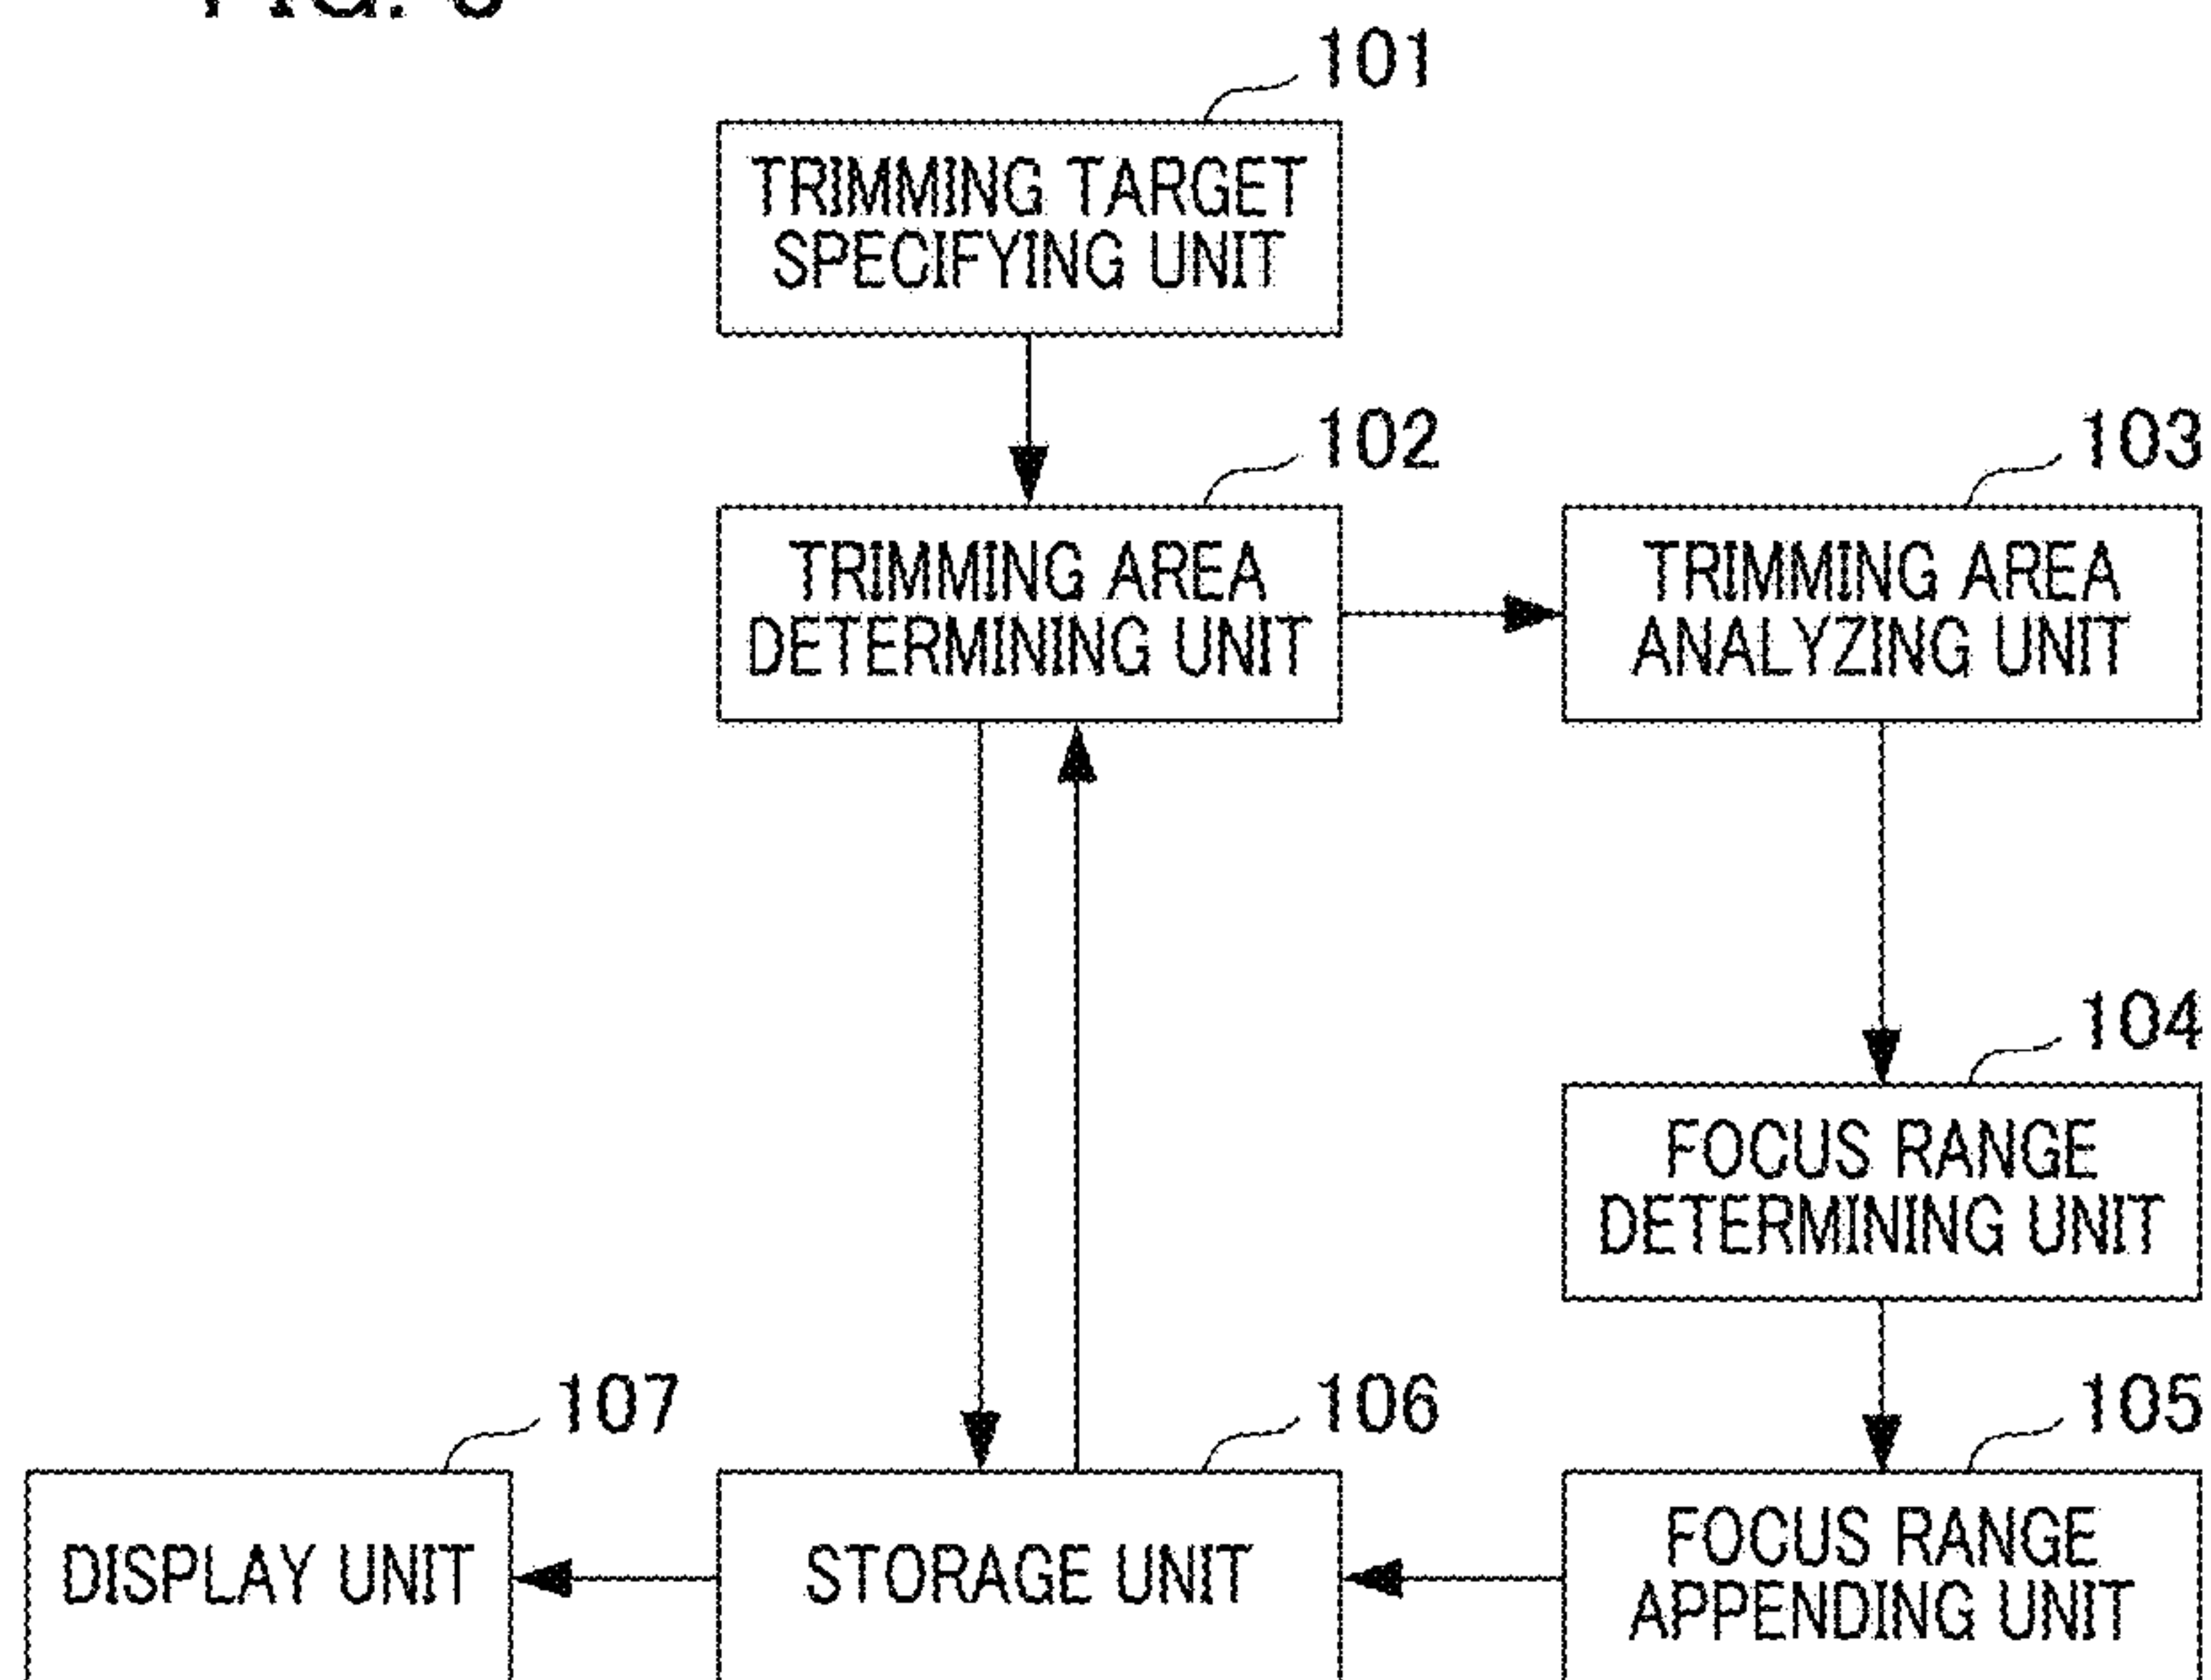 101
TRIMMING TARGET
SPECIFYING UNIT
102
TRIMMING AREA
DETERMINING UNIT
103
TRIMMING AREA
ANALYZING UNIT
104
FOCUS RANGE
DETERMINING UNIT
107
DISPLAY UNIT
106
STORAGE UNIT
105
FOCUS RANGE
APPENDING UNIT